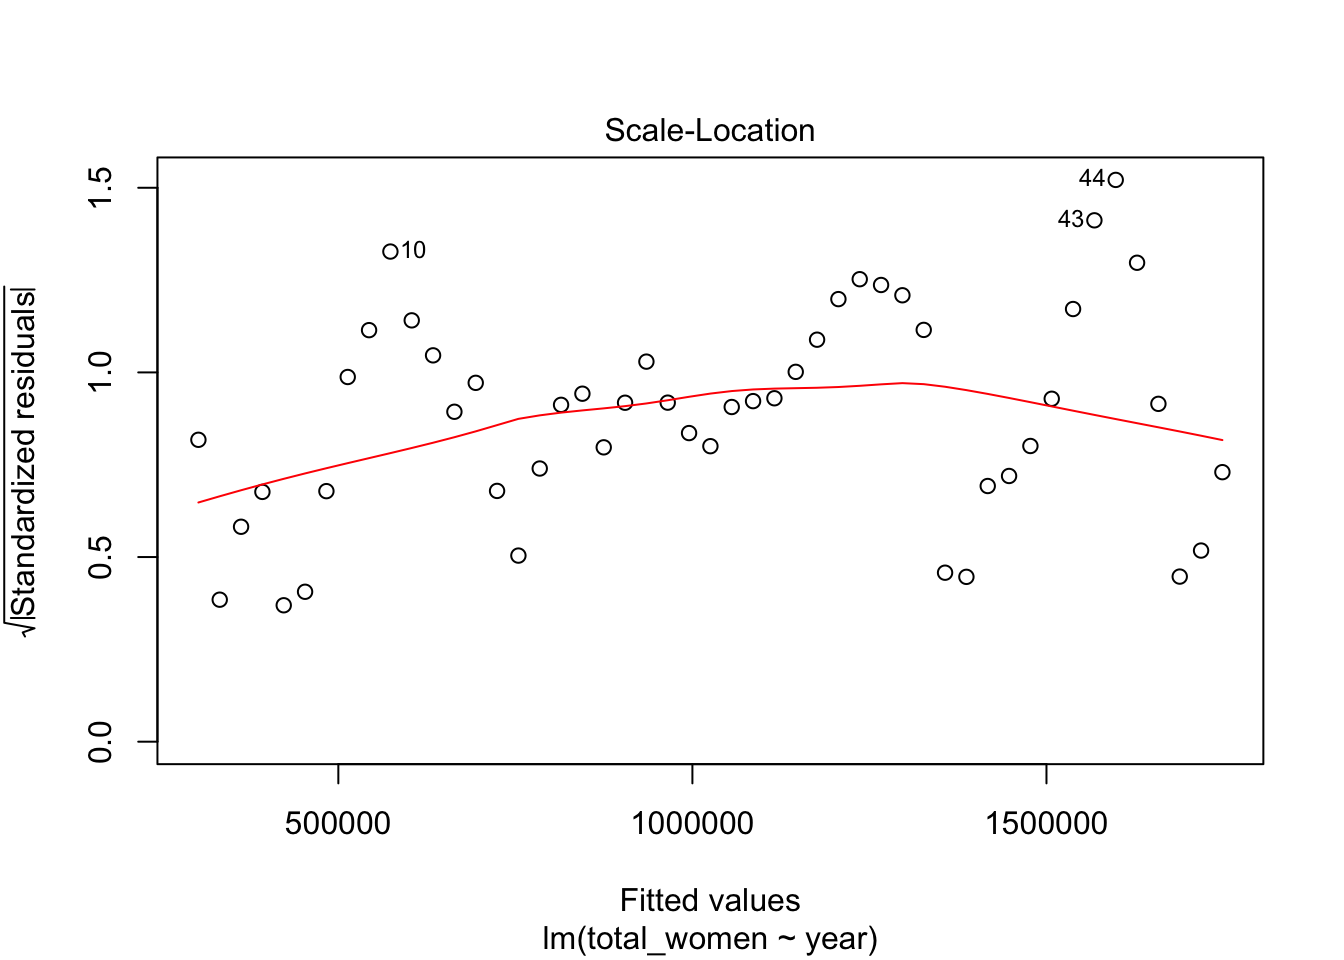 Scale-Location
√|Standardized residuals|
1.5
1.0
0.5
0.0
44
43
10
500000
1000000
1500000
Fitted values
lm(total_women ~ year)